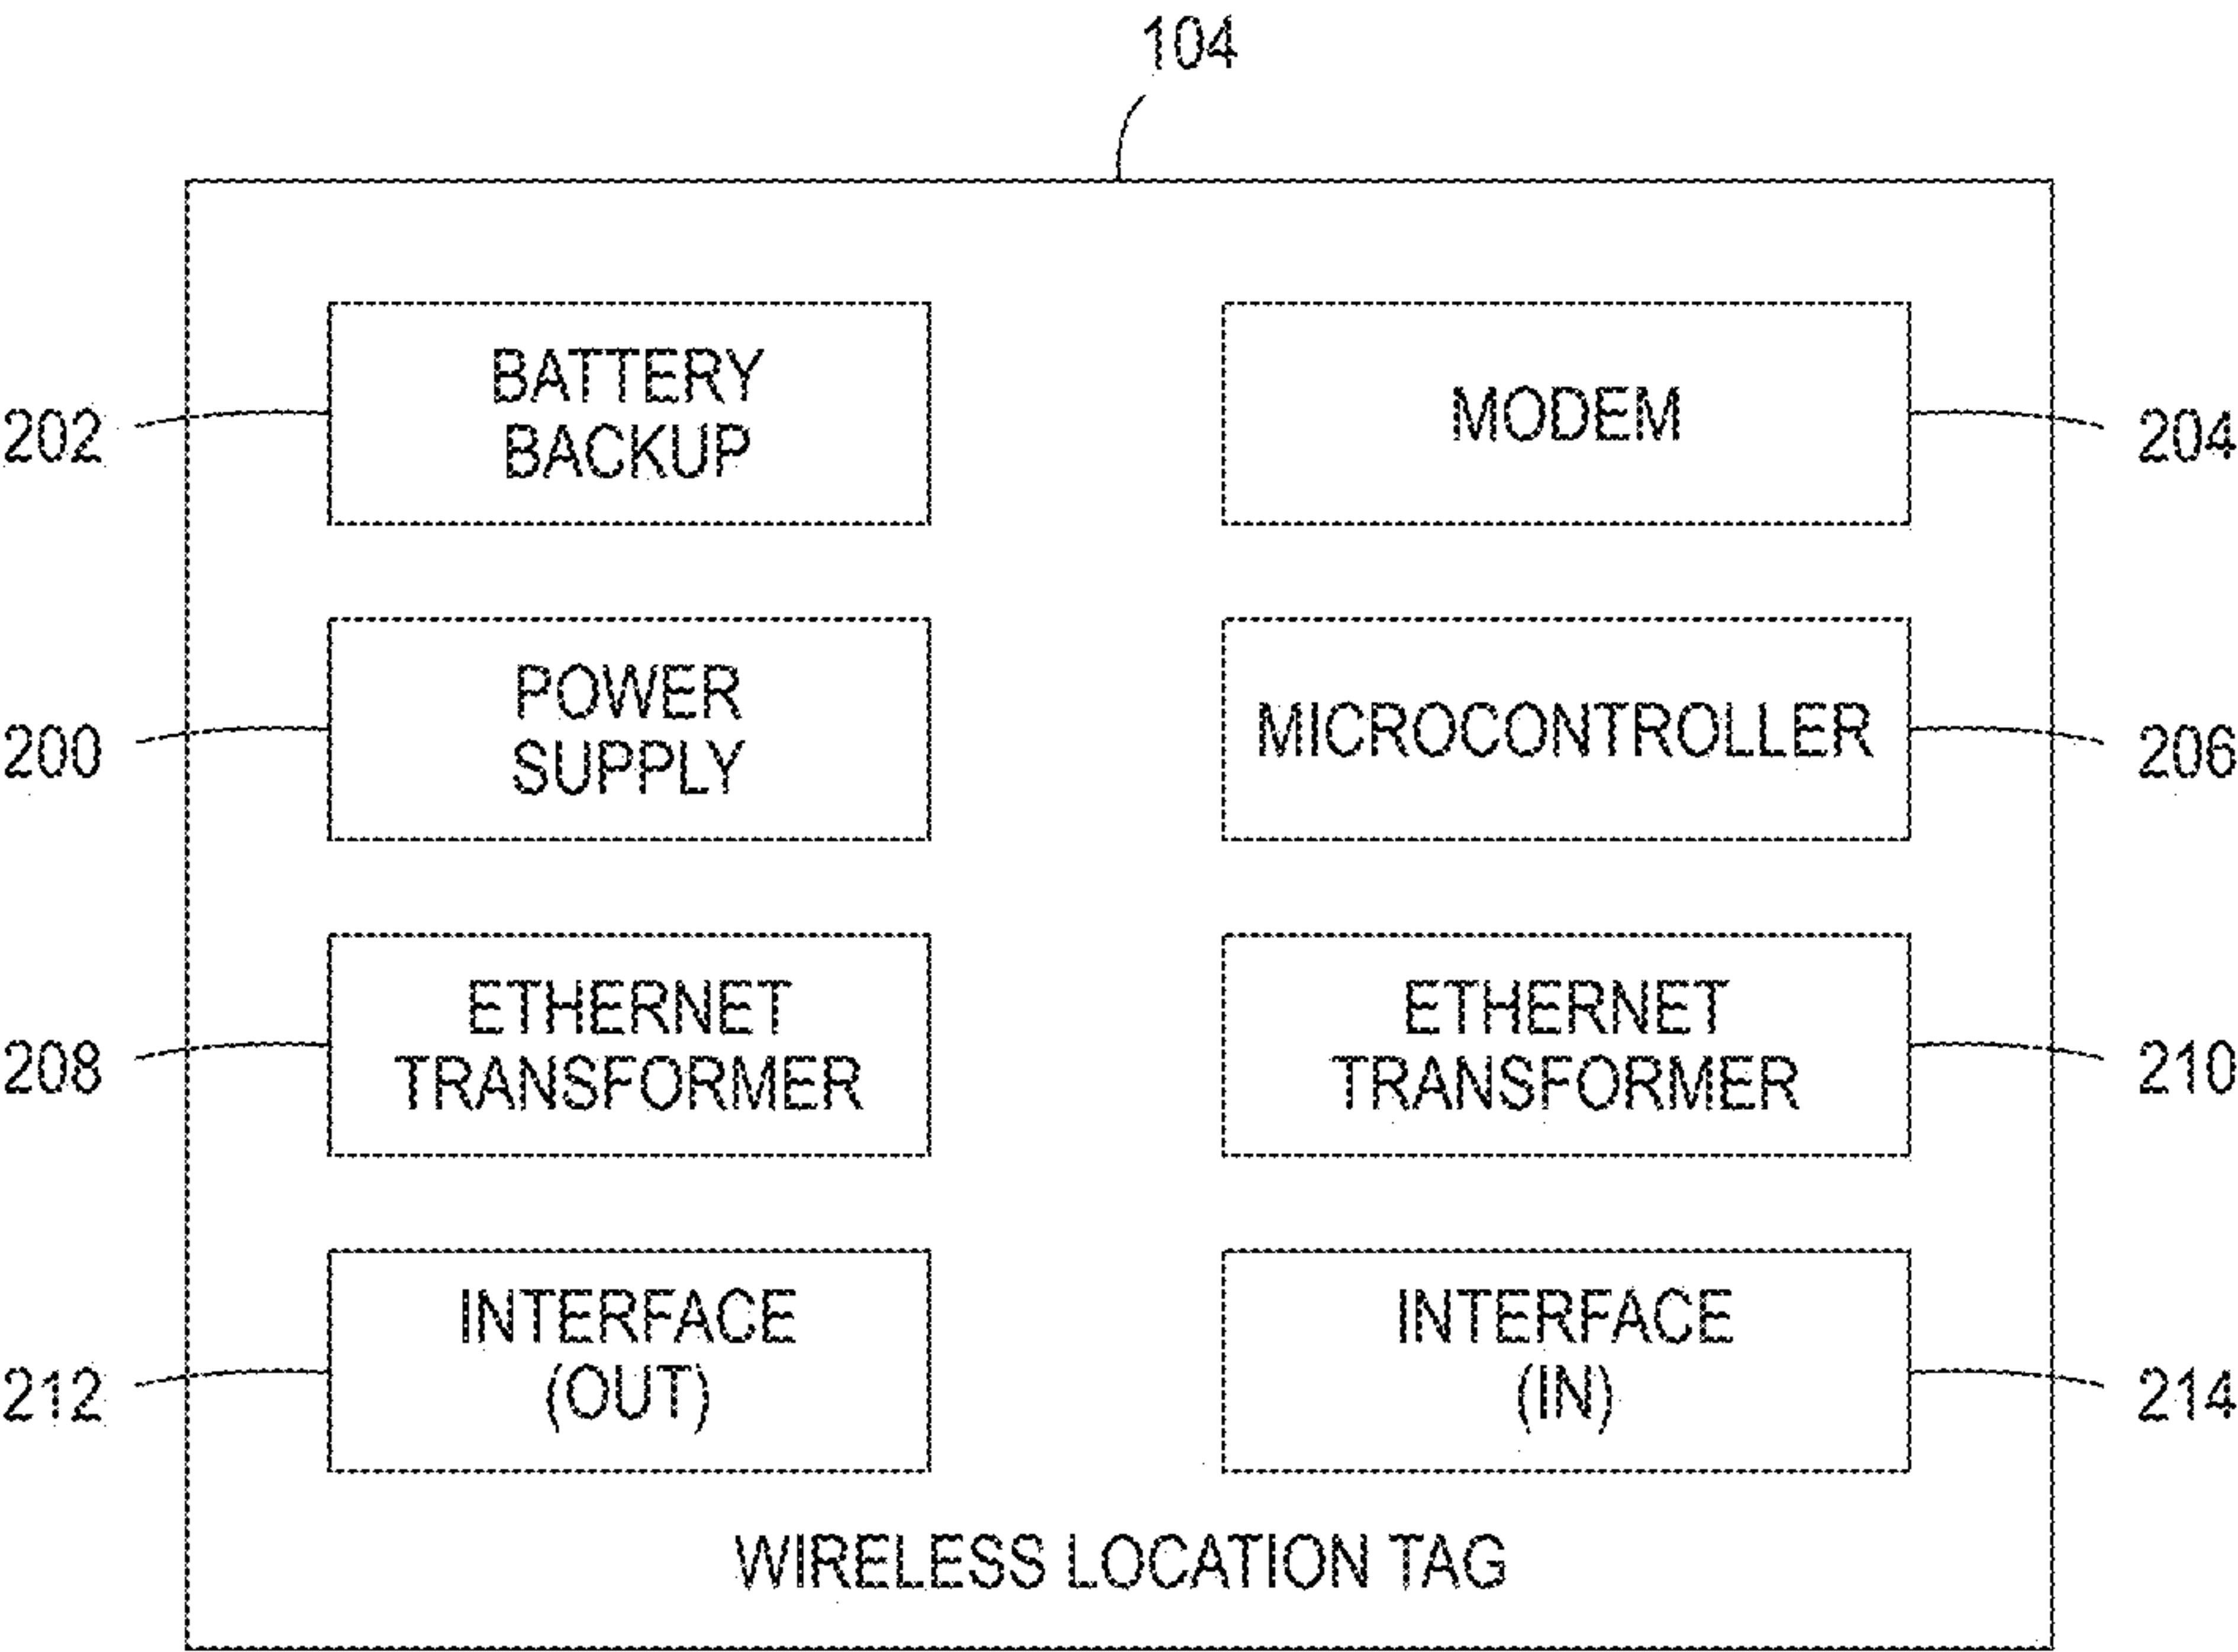 104
202
BATTERY
BACKUP
MODEM
204
200
POWER
SUPPLY
MICROCONTROLLER
206
208
ETHERNET
TRANSFORMER
ETHERNET
TRANSFORMER
210
212
INTERFACE
(OUT)
INTERFACE
(IN)
214
WIRELESS LOCATION TAG